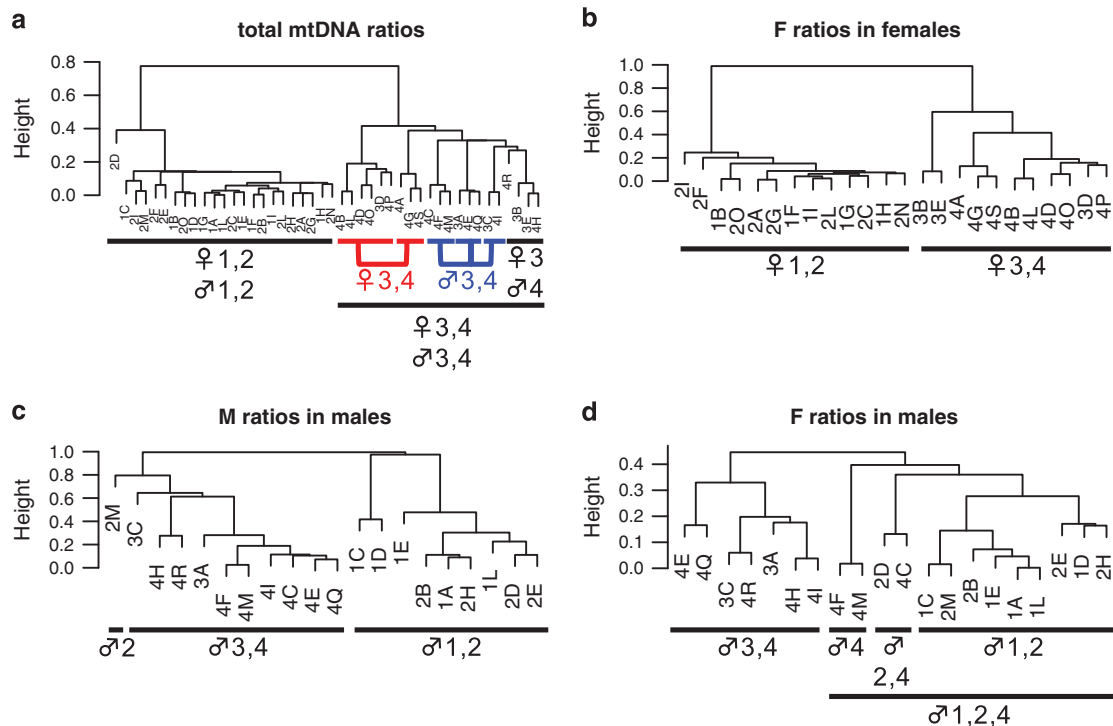 a
total mtDNA ratios
Height
0.8
0.6
0.4
0.2
0.0
2D 1C 2I 2M 2F 2E 1B 2O 1D 1G 1A 1L 2C 1E 1F 2B 1I 2L 2H 2A 2G 1H 2N 4B 4L 4D 4O 3D 4P 4A 4G 4S 4C 4F 4M 3A 4E 4Q 3C 4I 4R 3B 3E 4H
♀1,2
♂1,2
♀3,4
♂3,4
♀3
♂4
♀3,4
♂3,4
b
F ratios in females
Height
1.0
0.8
0.6
0.4
0.2
0.0
2I 2F 1B 2O 2A 2G 1F 1I 2L 1G 2C 1H 2N 3B 3E 4A 4G 4S 4B 4L 4D 4O 3D 4P
♀1,2
♀3,4
c
M ratios in males
Height
1.0
0.8
0.6
0.4
0.2
0.0
2M 3C 4H 4R 3A 4F 4M 4I 4C 4E 4Q 1C 1D 1E 2B 1A 2H 1L 2D 2E
♂2
♂3,4
♂1,2
d
F ratios in males
Height
0.4
0.3
0.2
0.1
0.0
4E 4Q 3C 4R 3A 4H 4I 4F 4M 2D 4C 1C 2M 2B 1E 1A 1L 2E 1D 2H
♂3,4
♂4
♂
2,4
♂1,2
♂1,2,4